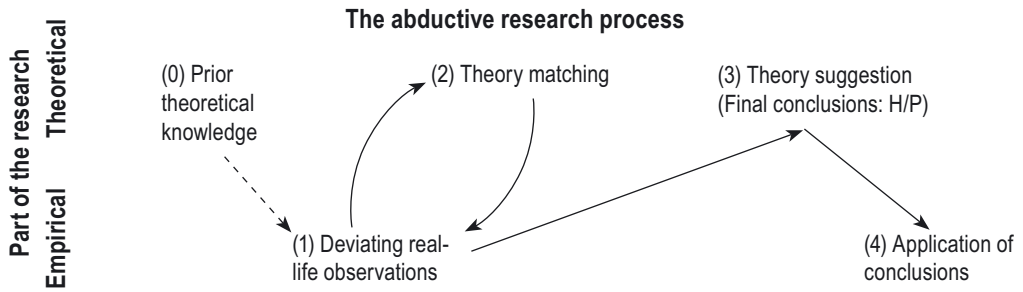 The abductive research process
Part of the research
Theoretical
Empirical
(0) Prior
theoretical
knowledge
(1) Deviating real-
life observations
(2) Theory matching
(3) Theory suggestion
(Final conclusions: H/P)
(4) Application of
conclusions